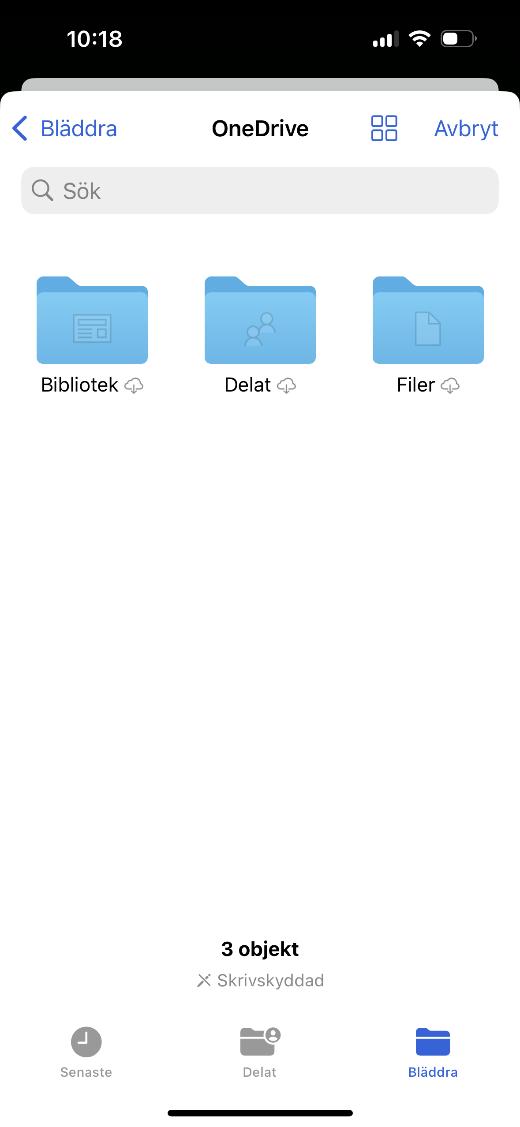 10:18
Bläddra OneDrive Avbryt
Sök
Bibliotek Delat Filer
3 objekt
Skrivskyddad
Senaste Delat Bläddra